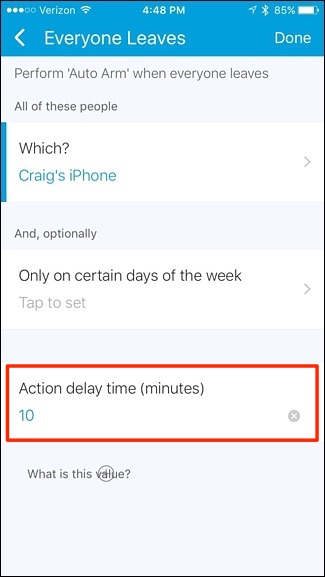 Verizon 4:48 PM 85%
Everyone Leaves Done
Perform 'Auto Arm' when everyone leaves
All of these people
Which?
Craig's iPhone
And, optionally
Only on certain days of the week
Tap to set
Action delay time (minutes)
10
What is this value?